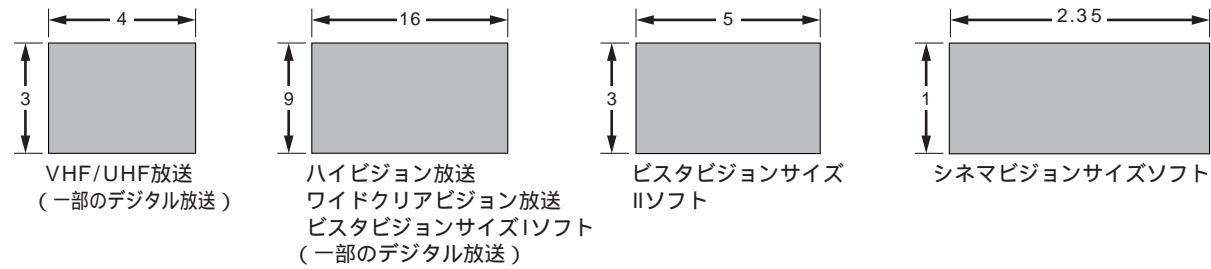 4
3
VHF/UHF放送
(一部のデジタル放送)
16
9
ハイビジョン放送
ワイドクリアビジョン放送
ビスタビジョンサイズIソフト
(一部のデジタル放送)
5
3
ビスタビジョンサイズ
IIソフト
2.35
1
シネマビジョンサイズソフト